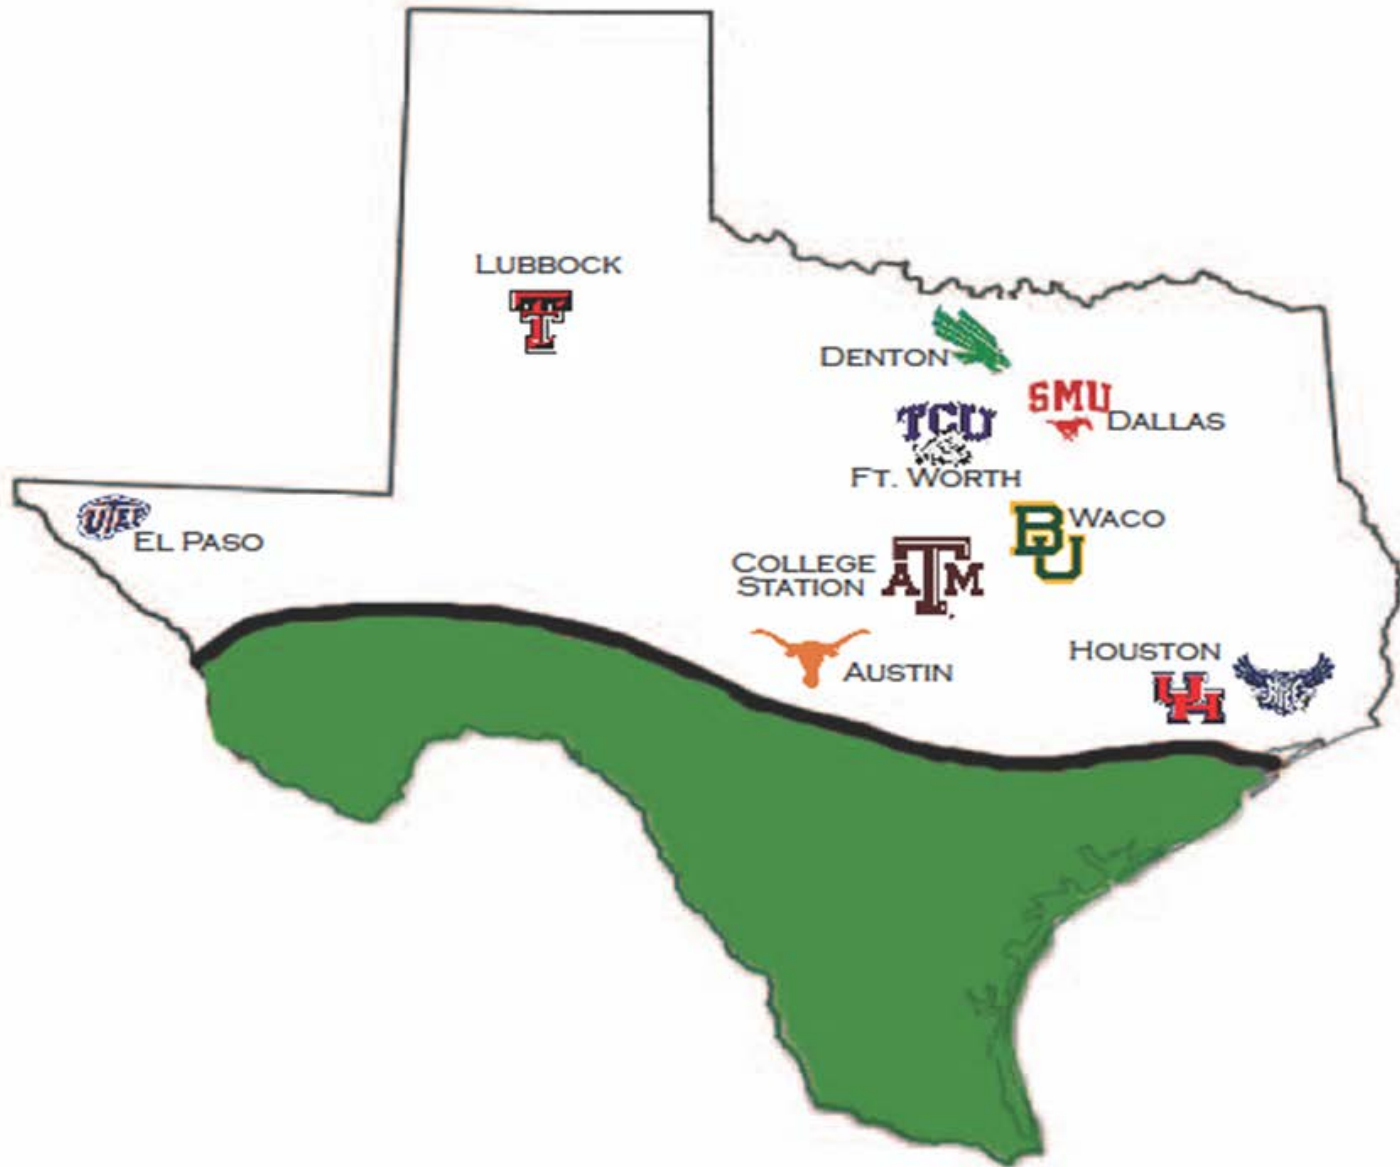 LUBBOCK
DENTON
SMU
DALLAS
TCU
FT. WORTH
UTEP
EL PASO
BU
WACO
COLLEGE
STATION
ATM
AUSTIN
HOUSTON
UH